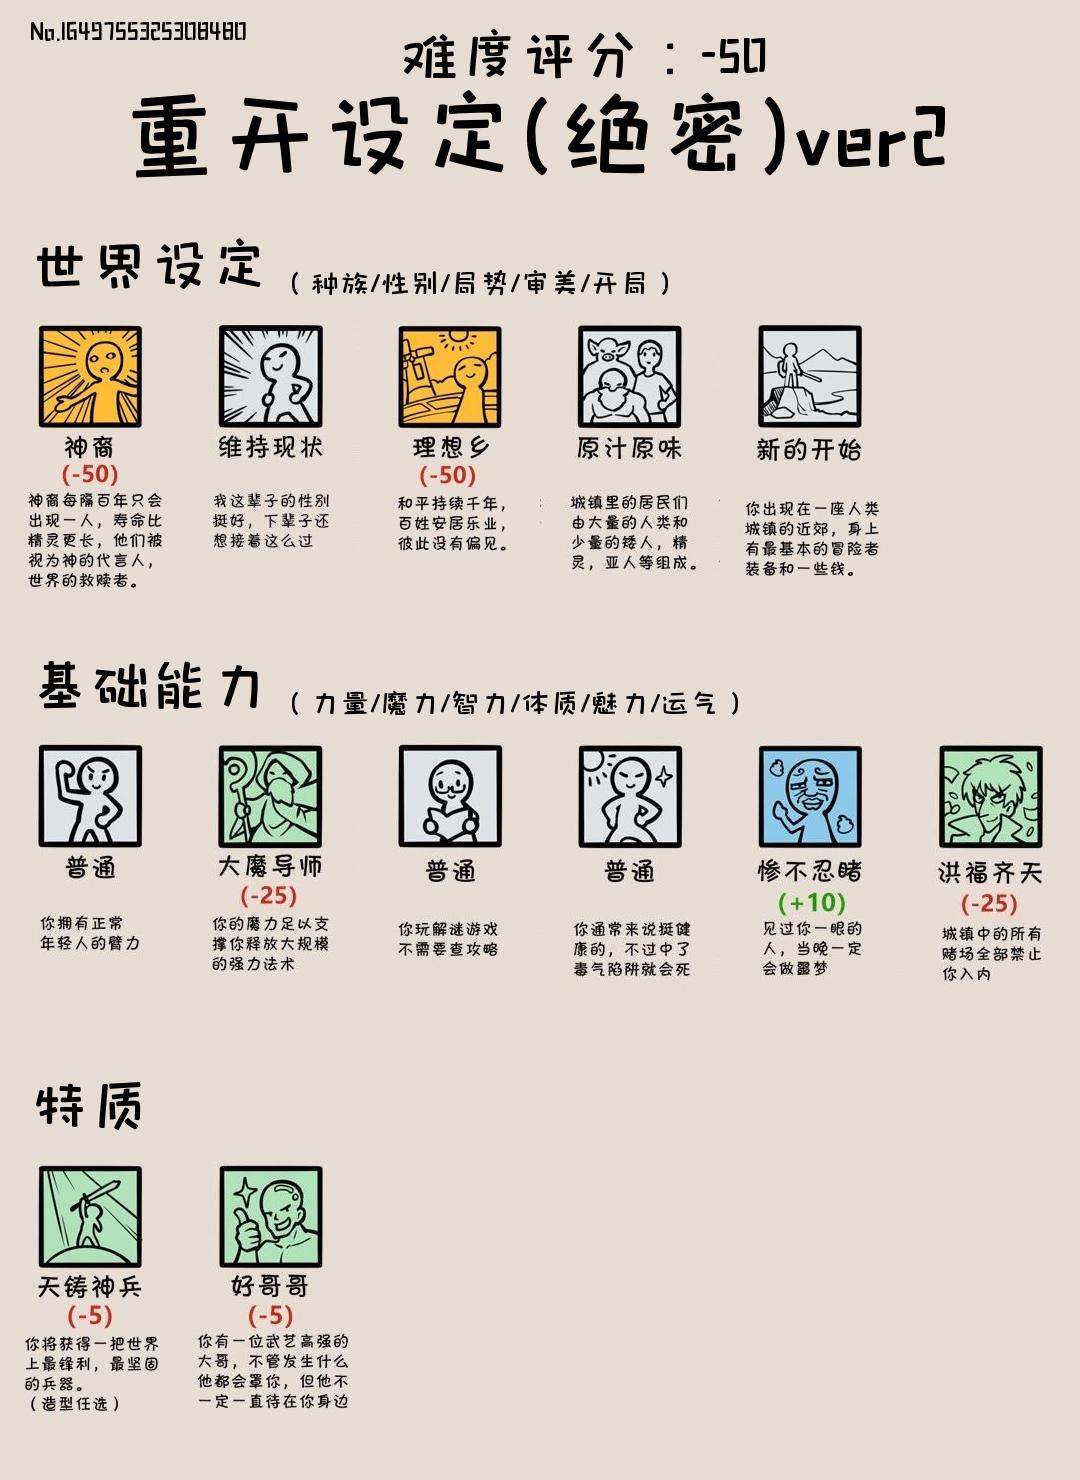 No.1649755325308480
难度评分：-50
重开设定(绝密)ver2
世界设定
（种族/性别/局势/审美/开局）
神裔
(-50)
神裔每隔百年只会
出现一人，寿命比
精灵更长，他们被
视为神的代言人，
世界的救赎者。
维持现状
我这辈子的性别
挺好，下辈子还
想接着这么过
理想乡
(-50)
和平持续千年，
百姓安居乐业，
彼此没有偏见。
原汁原味
城镇里的居民们
由大量的人类和
少量的矮人，精
灵，亚人等组成。
新的开始
你出现在一座人类
城镇的近郊，身上
有最基本的冒险者
装备和一些钱。
基础能力
（力量/魔力/智力/体质/魅力/运气）
普通
你拥有正常
年轻人的臂力
大魔导师
(-25)
你的魔力足以支
撑你释放大规模
的强力法术
普通
你玩解谜游戏
不需要查攻略
普通
你通常来说挺健
康的，不过中了
毒气陷阱就会死
惨不忍睹
(+10)
见过你一眼的
人，当晚一定
会做噩梦
洪福齐天
(-25)
城镇中的所有
赌场全部禁止
你入内
特质
天铸神兵
(-5)
你将获得一把世界
上最锋利，最坚固
的兵器。
（造型任选）
好哥哥
(-5)
你有一位武艺高强的
大哥，不管发生什么
他都会罩你，但他不
一定一直待在你身边